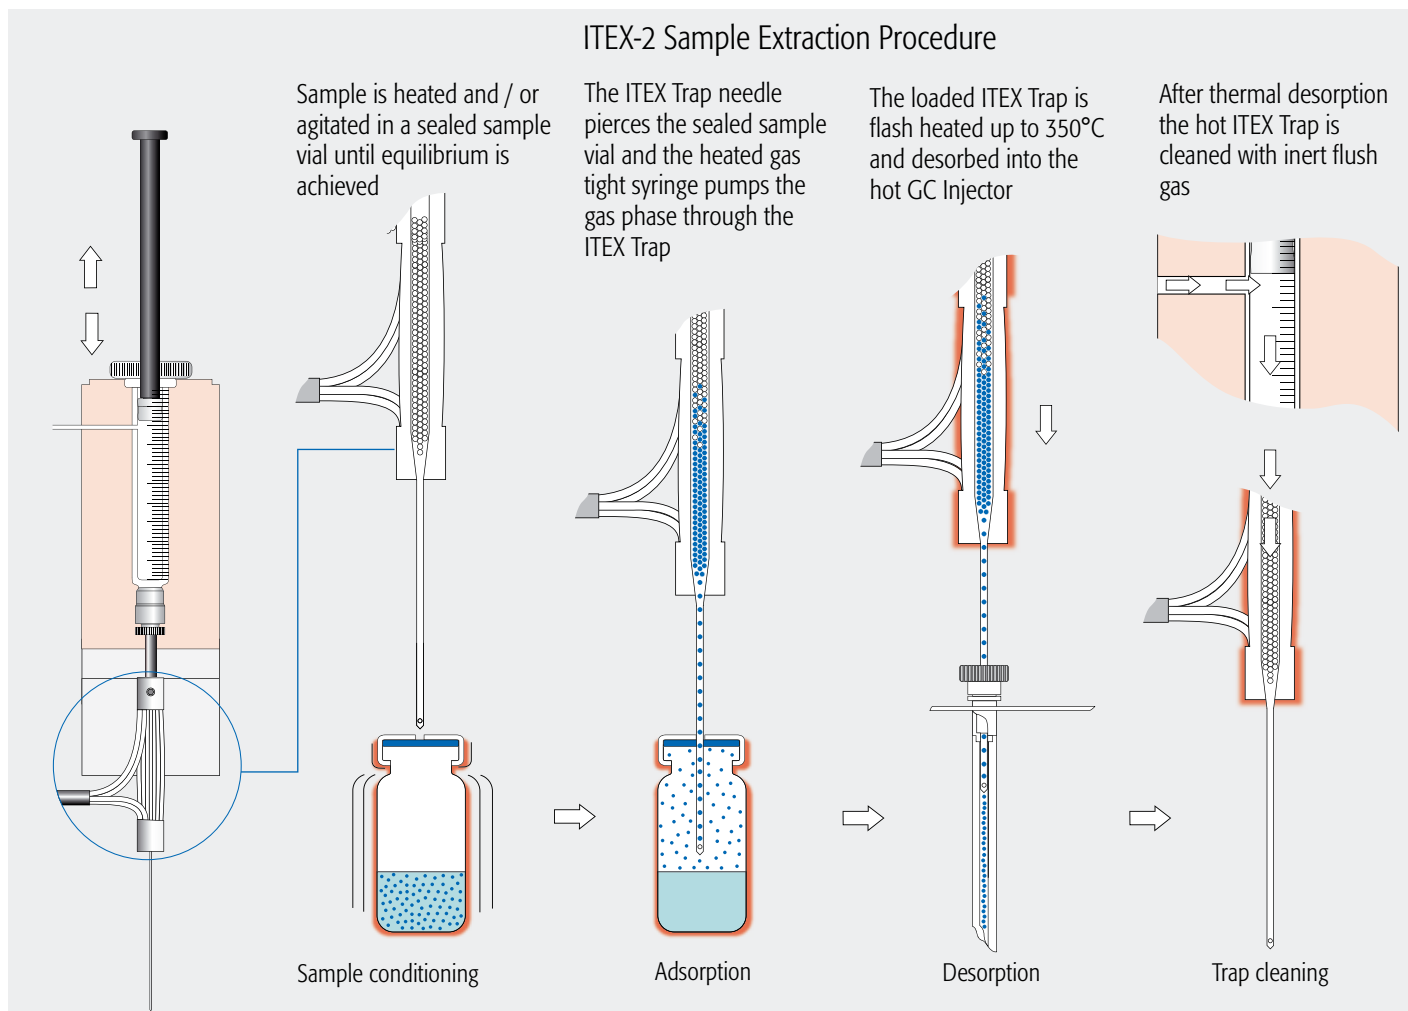 ITEX-2 Sample Extraction Procedure
Sample is heated and / or
agitated in a sealed sample
vial until equilibrium is
achieved
The ITEX Trap needle
pierces the sealed sample
vial and the heated gas
tight syringe pumps the
gas phase through the
ITEX Trap
The loaded ITEX Trap is
flash heated up to 350°C
and desorbed into the
hot GC Injector
After thermal desorption
the hot ITEX Trap is
cleaned with inert flush
gas
Sample conditioning
Adsorption
Desorption
Trap cleaning